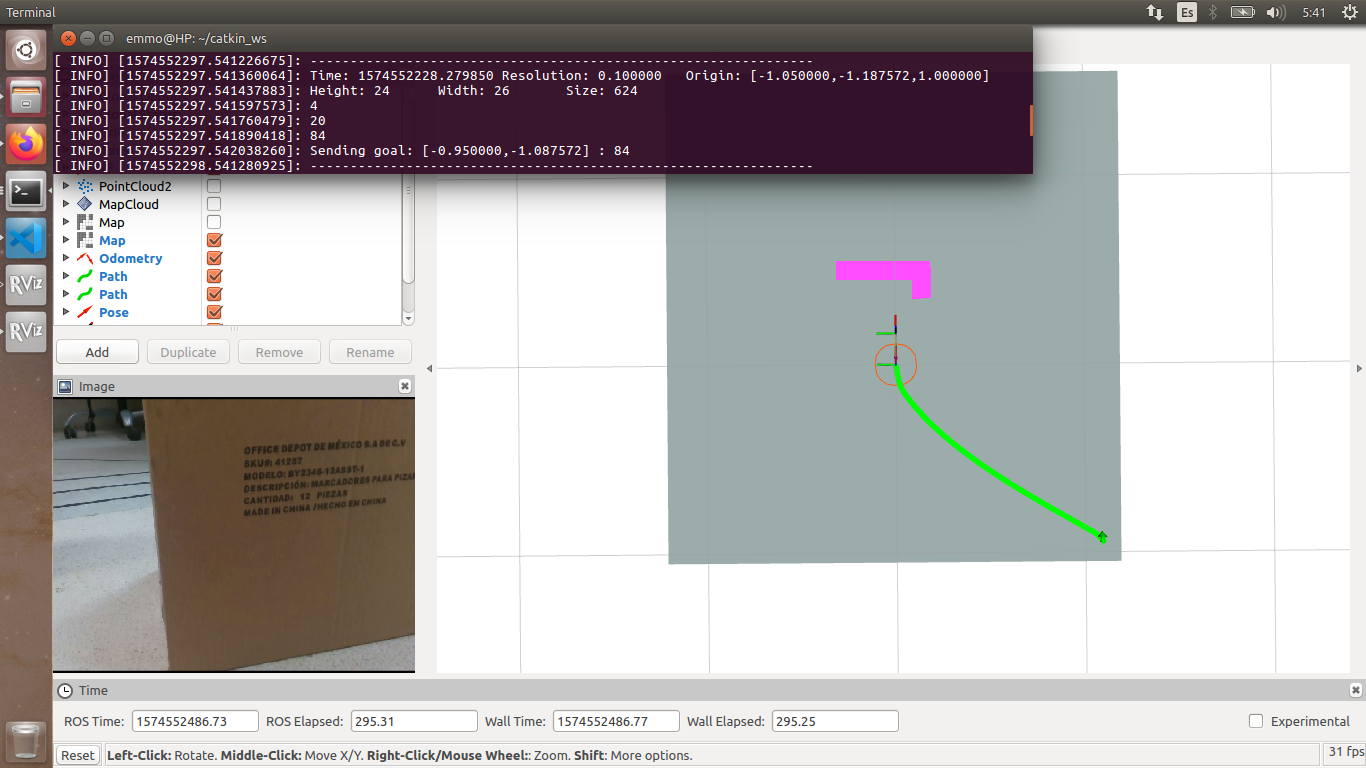 Terminal
Es
5:41
emmo@HP: ~/catkin_ws
[ INFO] [1574552297.541226675]: ---------------------------------------------------------------
[ INFO] [1574552297.541360064]: Time: 1574552228.279850 Resolution: 0.100000   Origin: [-1.050000,-1.187572,1.000000]
[ INFO] [1574552297.541437883]: Height: 24      Width: 26       Size: 624
[ INFO] [1574552297.541597573]: 4
[ INFO] [1574552297.541760479]: 20
[ INFO] [1574552297.541890418]: 84
[ INFO] [1574552297.542038260]: Sending goal: [-0.950000,-1.087572] : 84
[ INFO] [1574552298.541280925]: ---------------------------------------------------------------
PointCloud2
MapCloud
Map
Map
Odometry
Path
Path
Pose
Add Duplicate Remove Rename
Image
OFFICE DEPOT DE MÉXICO S.A DE C.V
SKU#: 41237
MODELO: BY2346-12ASST-1
DESCRIPCIÓN: MARCADORES PARA PIZAR
CANTIDAD: 12 PIEZAS
MADE IN CHINA /HECHO EN CHINA
RViz
RViz
Time
ROS Time: 1574552486.73 ROS Elapsed: 295.31 Wall Time: 1574552486.77 Wall Elapsed: 295.25 Experimental
Reset Left-Click: Rotate. Middle-Click: Move X/Y. Right-Click/Mouse Wheel:: Zoom. Shift: More options. 31 fps